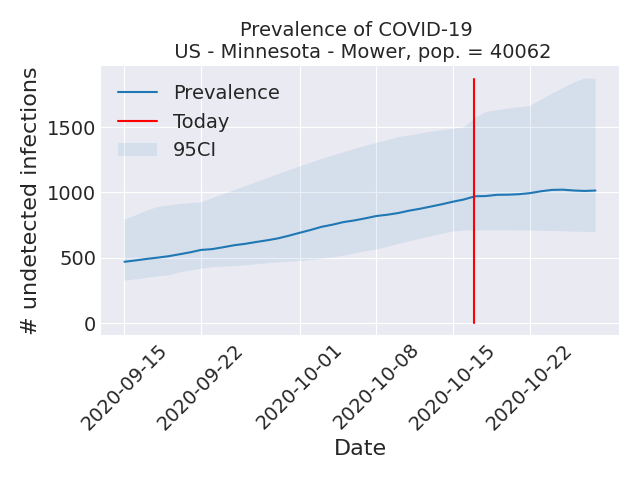 Prevalence of COVID-19
US - Minnesota - Mower, pop. = 40062
# undetected infections
1500
1000
500
0
Prevalence
Today
95CI
2020-09-15
2020-09-22
2020-10-01
2020-10-08
2020-10-15
2020-10-22
Date